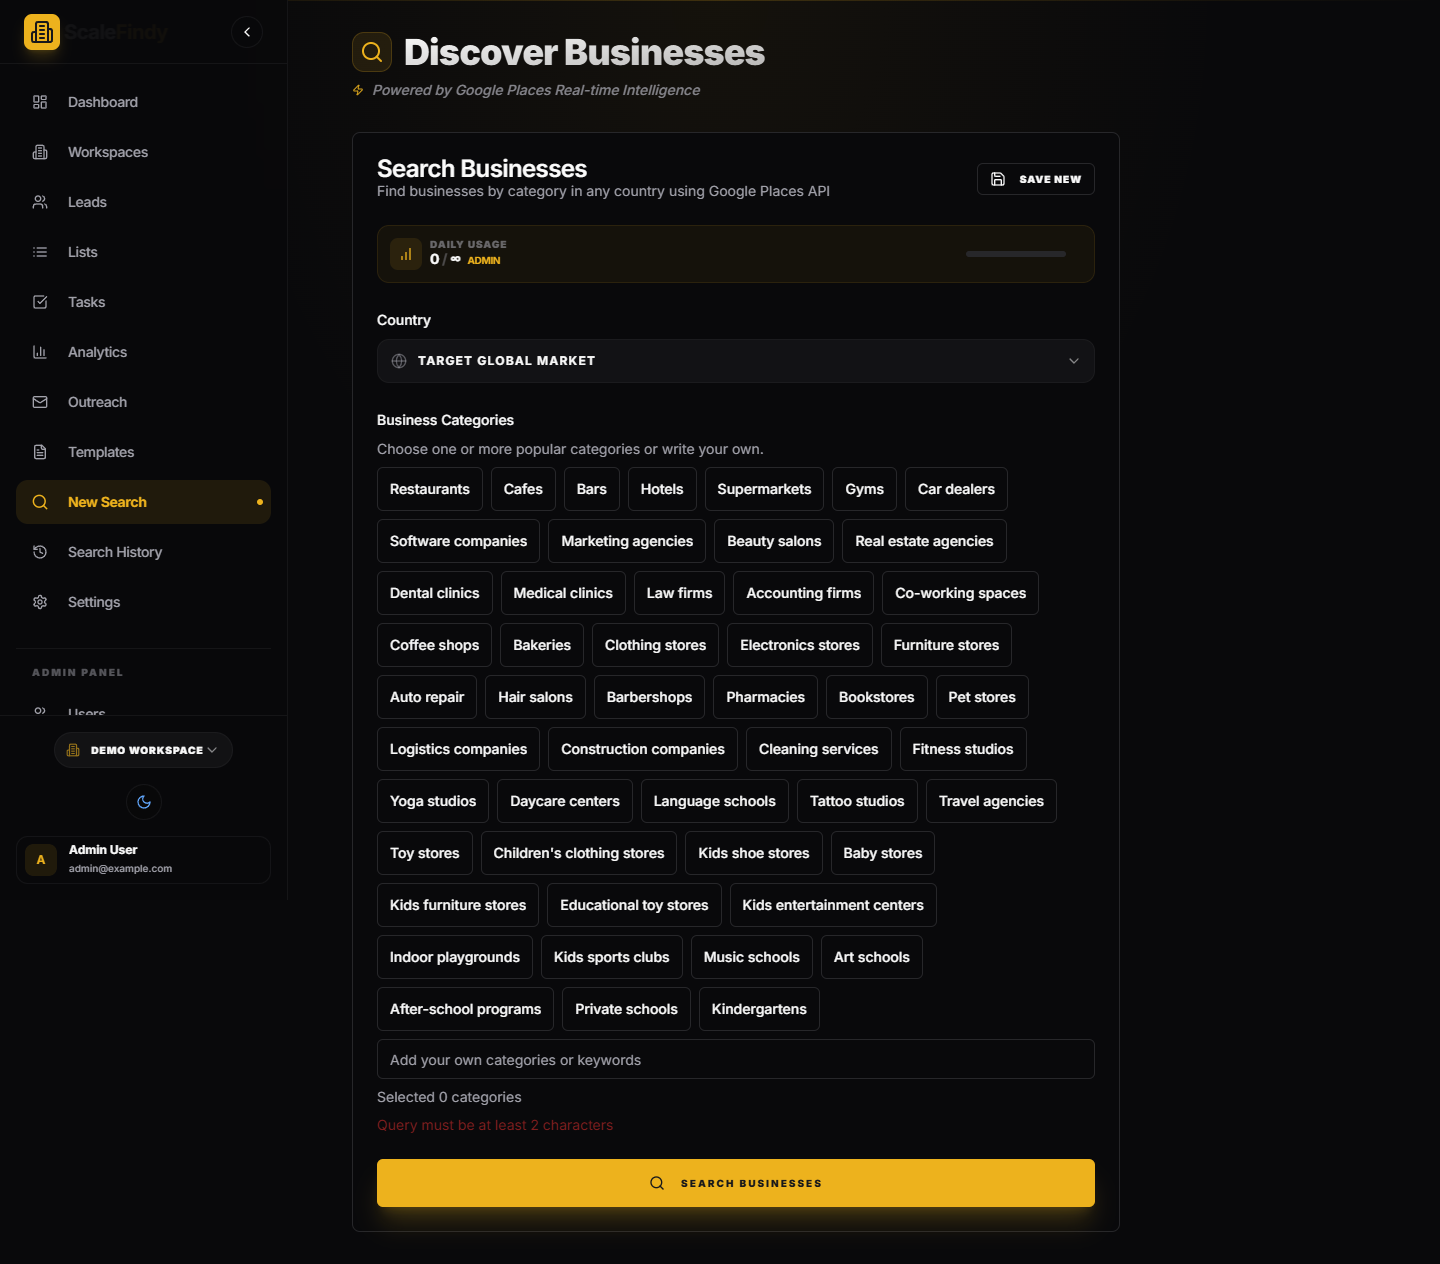 ScaleFindy
Dashboard
Workspaces
Leads
Lists
Tasks
Analytics
Outreach
Templates
New Search
Search History
Settings
ADMIN PANEL
Users
DEMO WORKSPACE
A
Admin User
admin@example.com
Discover Businesses
Powered by Google Places Real-time Intelligence
Search Businesses
Find businesses by category in any country using Google Places API
SAVE NEW
DAILY USAGE
0 / ∞ ADMIN
Country
TARGET GLOBAL MARKET
Business Categories
Choose one or more popular categories or write your own.
Restaurants Cafes Bars Hotels Supermarkets Gyms Car dealers
Software companies Marketing agencies Beauty salons Real estate agencies
Dental clinics Medical clinics Law firms Accounting firms Co-working spaces
Coffee shops Bakeries Clothing stores Electronics stores Furniture stores
Auto repair Hair salons Barbershops Pharmacies Bookstores Pet stores
Logistics companies Construction companies Cleaning services Fitness studios
Yoga studios Daycare centers Language schools Tattoo studios Travel agencies
Toy stores Children's clothing stores Kids shoe stores Baby stores
Kids furniture stores Educational toy stores Kids entertainment centers
Indoor playgrounds Kids sports clubs Music schools Art schools
After-school programs Private schools Kindergartens
Add your own categories or keywords
Selected 0 categories
Query must be at least 2 characters
SEARCH BUSINESSES